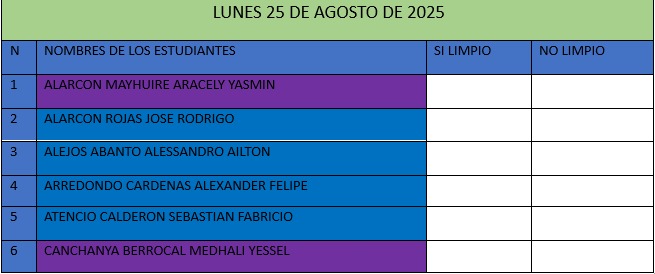 LUNES 25 DE AGOSTO DE 2025
N NOMBRES DE LOS ESTUDIANTES SI LIMPIO NO LIMPIO
1 ALARCON MAYHUIRE ARACELY YASMIN
2 ALARCON ROJAS JOSE RODRIGO
3 ALEJOS ABANTO ALESSANDRO AILTON
4 ARREDONDO CARDENAS ALEXANDER FELIPE
5 ATENCIO CALDERON SEBASTIAN FABRICIO
6 CANCHANYA BERROCAL MEDHALI YESSEL